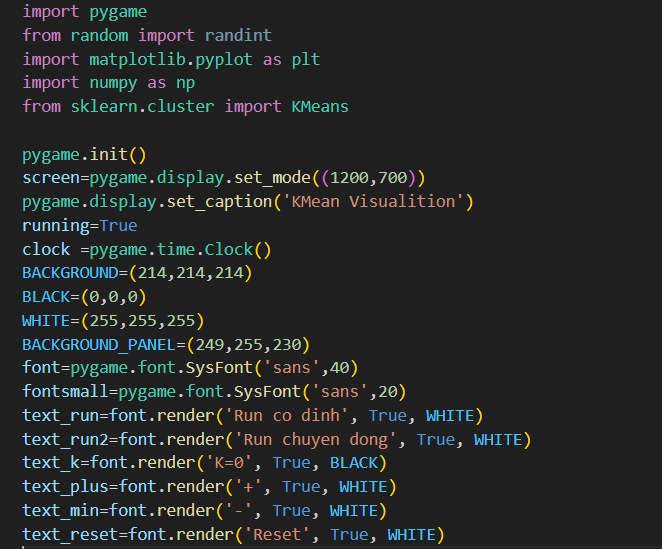 import pygame
from random import randint
import matplotlib.pyplot as plt
import numpy as np
from sklearn.cluster import KMeans
pygame.init()
screen=pygame.display.set_mode((1200,700))
pygame.display.set_caption('KMean Visualition')
running=True
clock =pygame.time.Clock()
BACKGROUND=(214,214,214)
BLACK=(0,0,0)
WHITE=(255,255,255)
BACKGROUND_PANEL=(249,255,230)
font=pygame.font.SysFont('sans',40)
fontsmall=pygame.font.SysFont('sans',20)
text_run=font.render('Run co dinh', True, WHITE)
text_run2=font.render('Run chuyen dong', True, WHITE)
text_k=font.render('K=0', True, BLACK)
text_plus=font.render('+', True, WHITE)
text_min=font.render('-', True, WHITE)
text_reset=font.render('Reset', True, WHITE)